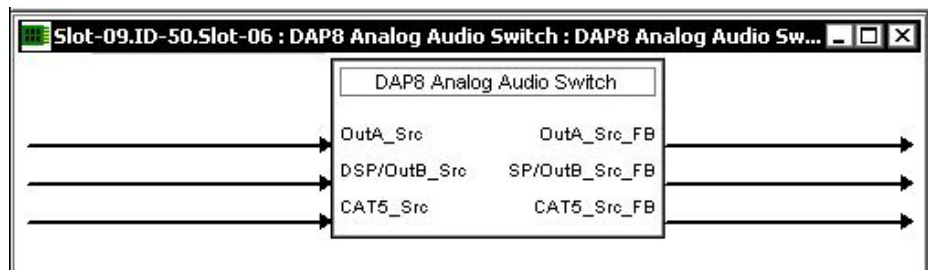 Slot-09.ID-50.Slot-06 : DAP8 Analog Audio Switch : DAP8 Analog Audio Sw...
DAP8 Analog Audio Switch
OutA_Src OutA_Src_FB
DSP/OutB_Src SP/OutB_Src_FB
CAT5_Src CAT5_Src_FB